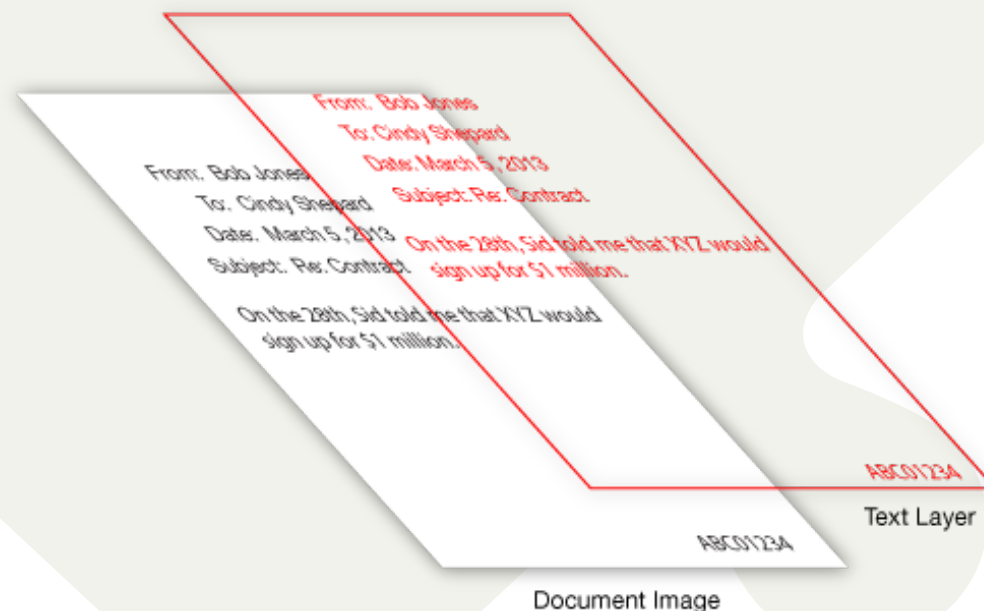 From: Bob Jones
To: Cindy Shepard
Date: March 5, 2013
Subject: Re: Contract
On the 28th, Sid told me that XYZ would
sign up for $1 million.
ABC01234
Text Layer
From: Bob Jones
To: Cindy Shepard
Date: March 5, 2013
Subject: Re: Contract
On the 28th, Sid told me that XYZ would
sign up for $1 million.
ABC01234
Document Image